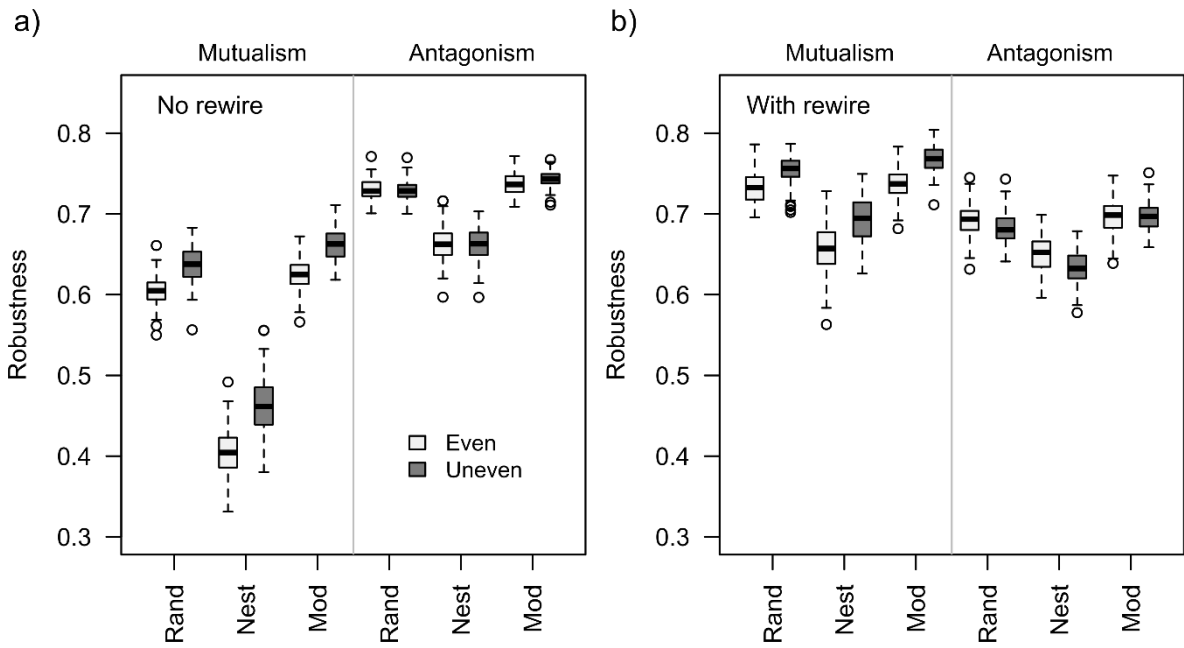 a)
Mutualism Antagonism
No rewire
Robustness
0.8
0.7
0.6
0.5
0.4
0.3
Even
Uneven
Rand Nest Mod Rand Nest Mod
b)
Mutualism Antagonism
With rewire
Robustness
0.8
0.7
0.6
0.5
0.4
0.3
Rand Nest Mod Rand Nest Mod